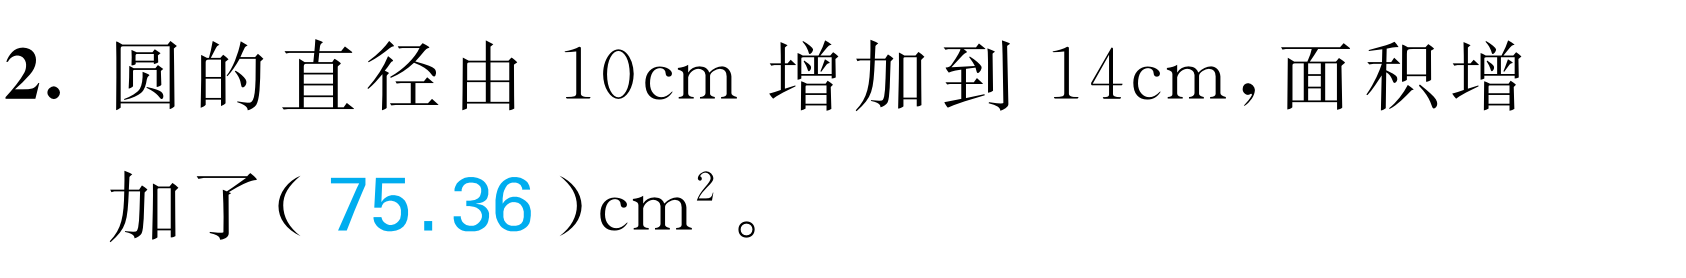 2. 圆的直径由 10cm 增加到 14cm,面积增
加了( 75.36 )cm²。